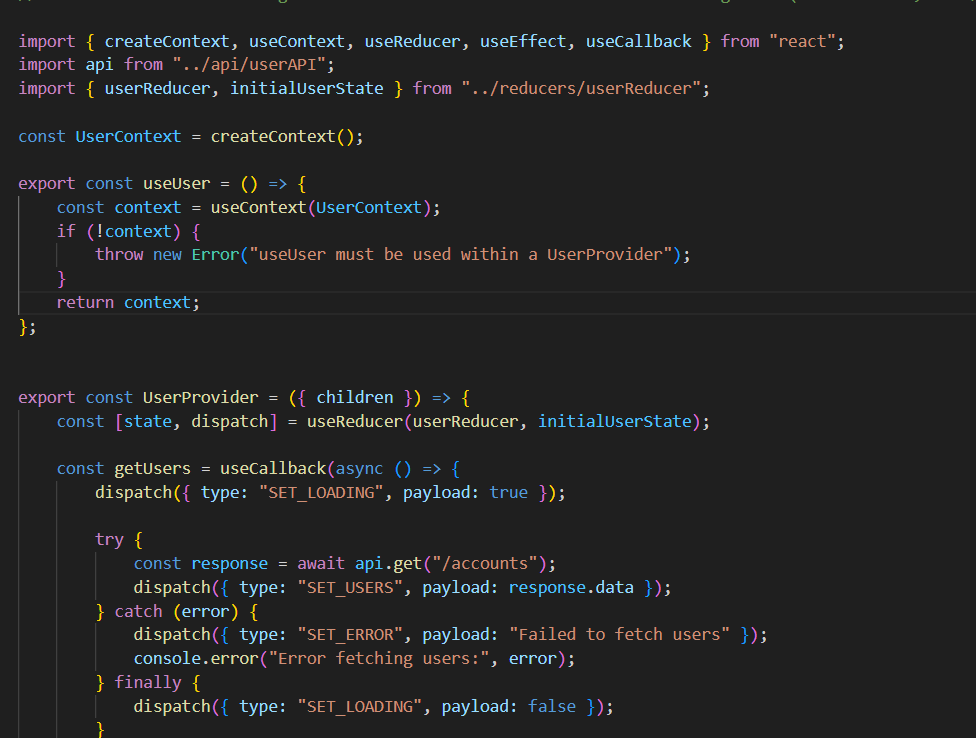 import { createContext, useContext, useReducer, useEffect, useCallback } from "react";
import api from "../api/userAPI";
import { userReducer, initialUserState } from "../reducers/userReducer";
const UserContext = createContext();
export const useUser = () => {
    const context = useContext(UserContext);
    if (!context) {
        throw new Error("useUser must be used within a UserProvider");
    }
    return context;
};
export const UserProvider = ({ children }) => {
    const [state, dispatch] = useReducer(userReducer, initialUserState);
    const getUsers = useCallback(async () => {
        dispatch({ type: "SET_LOADING", payload: true });
        try {
            const response = await api.get("/accounts");
            dispatch({ type: "SET_USERS", payload: response.data });
        } catch (error) {
            dispatch({ type: "SET_ERROR", payload: "Failed to fetch users" });
            console.error("Error fetching users:", error);
        } finally {
            dispatch({ type: "SET_LOADING", payload: false });
        }